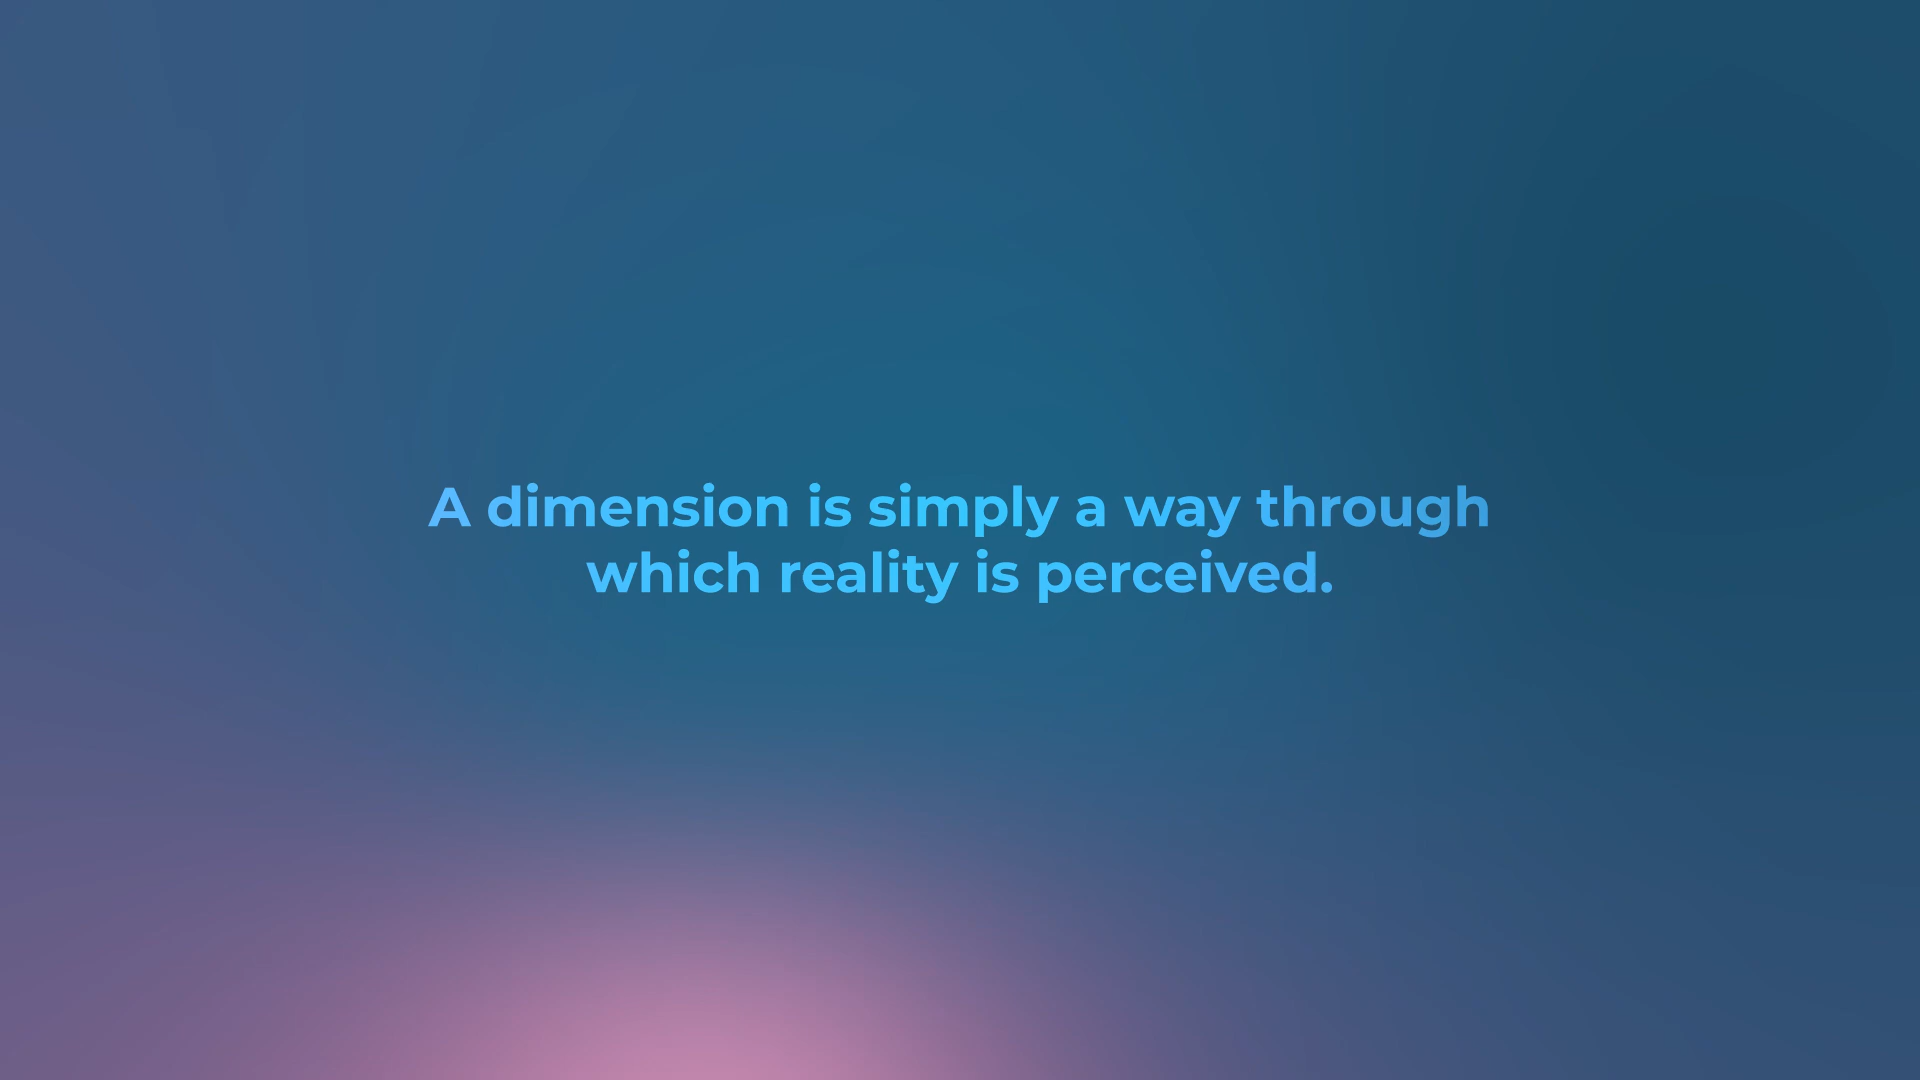 A dimension is simply a way through
which reality is perceived.